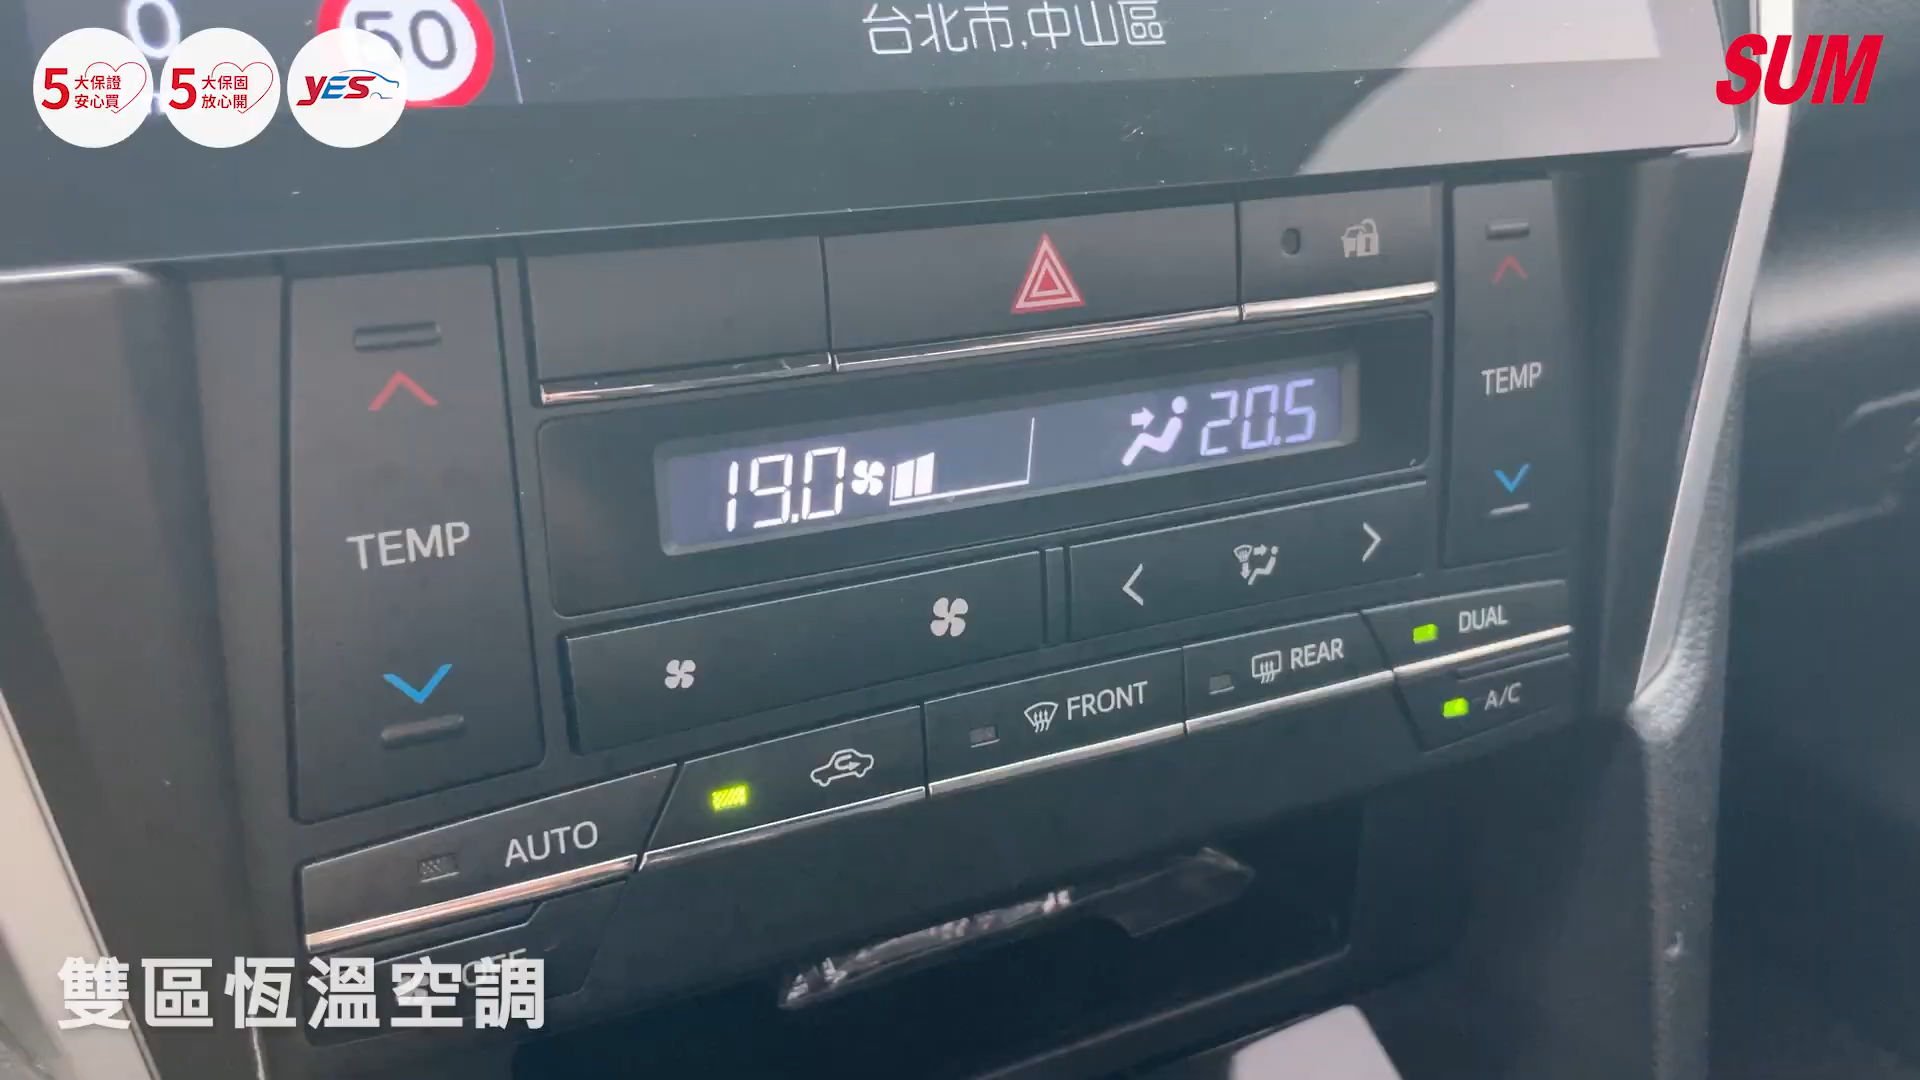 0
50
台北市.中山區
5大保證
安心買
5大保固
放心開
YES
SUM
19.0
20.5
TEMP
TEMP
DUAL
REAR
FRONT
A/C
AUTO
OFF
雙區恆溫空調